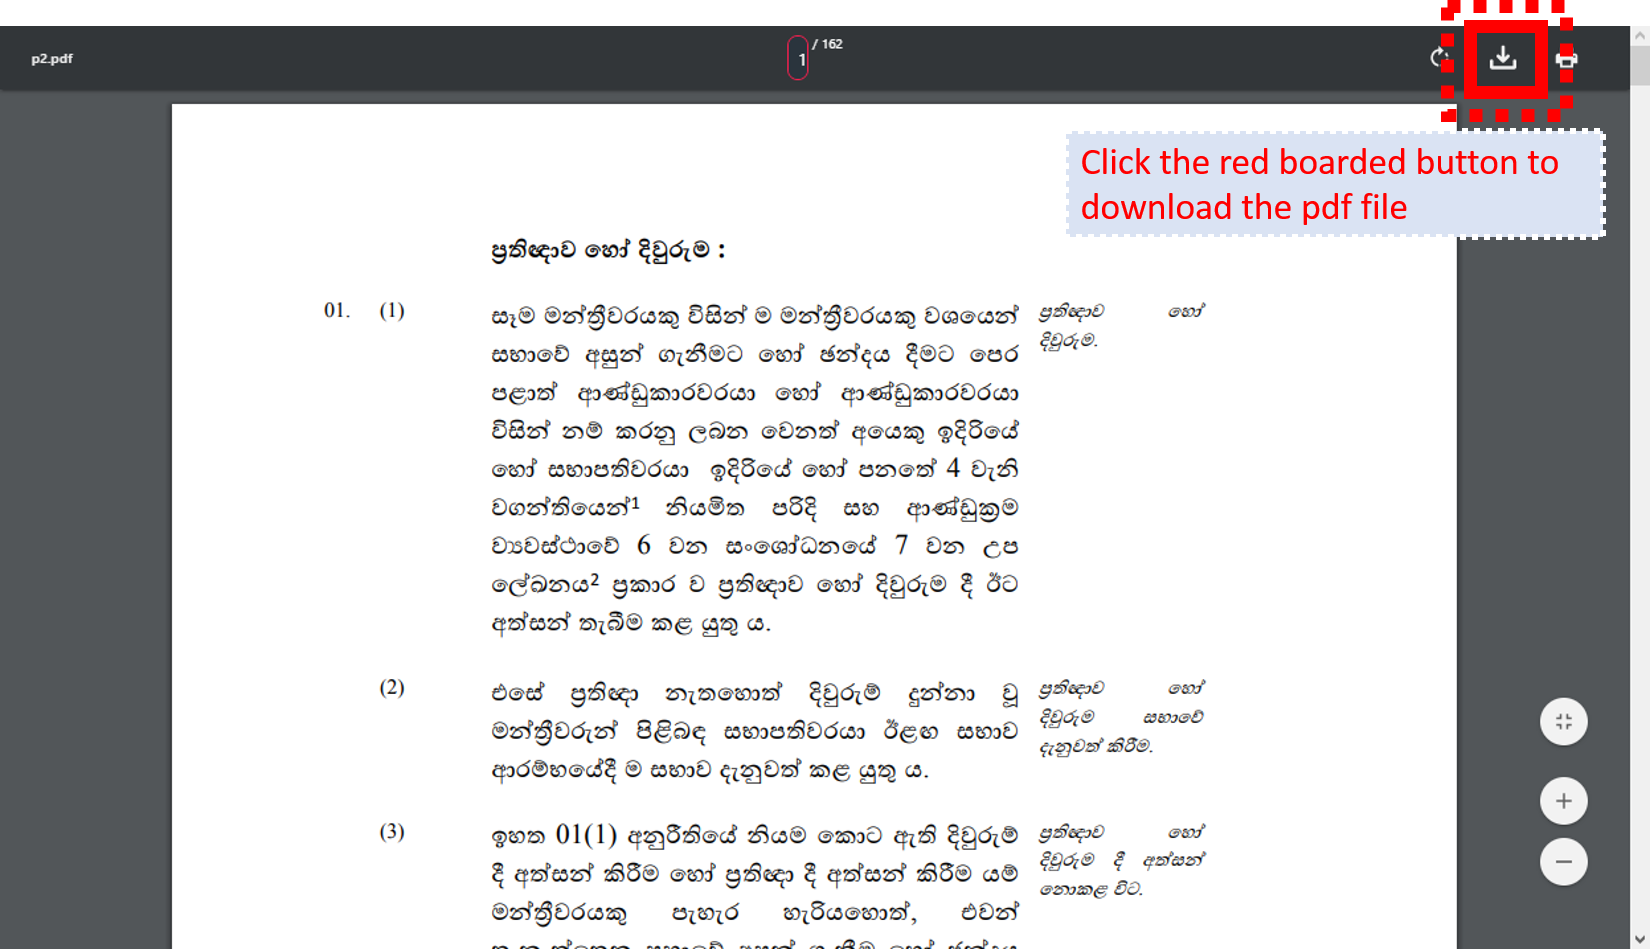 p2.pdf
1 / 162
Click the red boarded button to
download the pdf file
ප්‍රතිඥාව හෝ දිවුරුම :
01. (1) සෑම මන්ත්‍රීවරයකු විසින් ම මන්ත්‍රීවරයකු වශයෙන්
සභාවේ අසුන් ගැනීමට හෝ ඡන්දය දීමට පෙර
පළාත් ආණ්ඩුකාරවරයා හෝ ආණ්ඩුකාරවරයා
විසින් නම් කරනු ලබන වෙනත් අයෙකු ඉදිරියේ
හෝ සභාපතිවරයා ඉදිරියේ හෝ පනතේ 4 වැනි
වගන්තියෙන්¹ නියමිත පරිදි සහ ආණ්ඩුක්‍රම
ව්‍යවස්ථාවේ 6 වන සංශෝධනයේ 7 වන උප
ලේඛනය² ප්‍රකාර ව ප්‍රතිඥාව හෝ දිවුරුම දී ඊට
අත්සන් තැබීම කළ යුතු ය.
ප්‍රතිඥාව හෝ
දිවුරුම.
(2) එසේ ප්‍රතිඥා නැතහොත් දිවුරුම් දුන්නා වූ
මන්ත්‍රීවරුන් පිළිබඳ සභාපතිවරයා ඊළඟ සභාව
ආරම්භයේදී ම සභාව දැනුවත් කළ යුතු ය.
ප්‍රතිඥාව හෝ
දිවුරුම සභාවේ
දැනුවත් කිරීම.
(3) ඉහත 01(1) අනුරීතියේ නියම කොට ඇති දිවුරුම්
දී අත්සන් කිරීම හෝ ප්‍රතිඥා දී අත්සන් කිරීම යම්
මන්ත්‍රීවරයකු පැහැර හැරියහොත්, එවන්
ප්‍රතිඥාව හෝ
දිවුරුම දී අත්සන්
නොකළ විට.